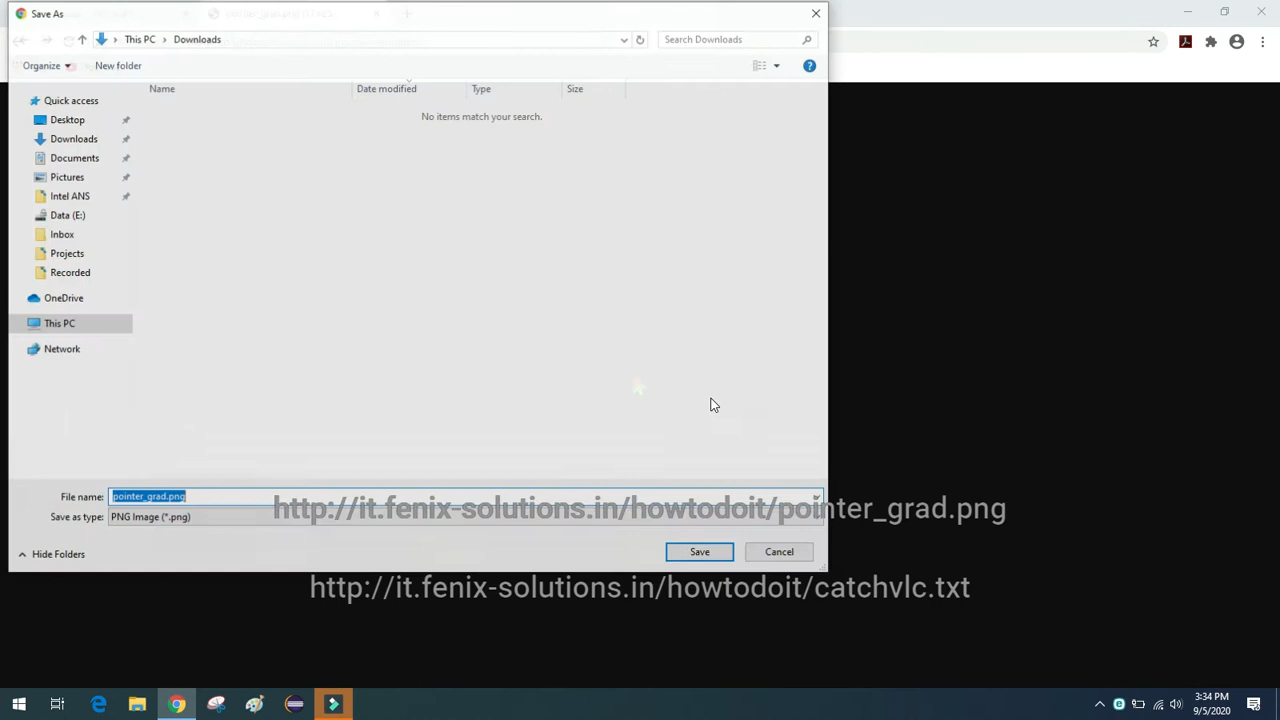 Save As
This PC
Downloads
Search Downloads
Organize
New folder
Name
Date modified
Type
Size
No items match your search.
Quick access
Desktop
Downloads
Documents
Pictures
Intel ANS
Data (E:)
Inbox
Projects
Recorded
OneDrive
This PC
Network
File name:
pointer_grad.png
Save as type:
PNG Image (*.png)
http://it.fenix-solutions.in/howtodoit/pointer_grad.png
Hide Folders
Save
Cancel
http://it.fenix-solutions.in/howtodoit/catchvlc.txt
3:34 PM
9/5/2020